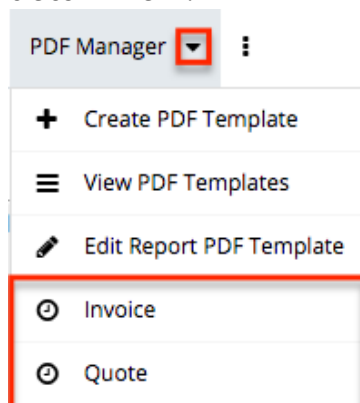 PDF Manager
Create PDF Template
View PDF Templates
Edit Report PDF Template
Invoice
Quote